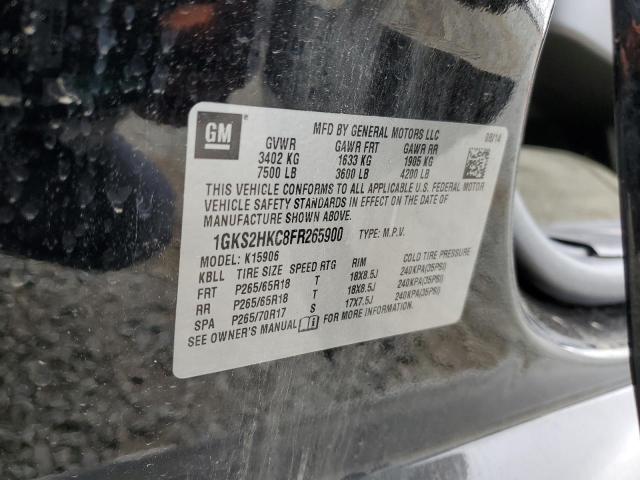 GM
MFD BY GENERAL MOTORS LLC
08/14
GVWR GAWR FRT GAWR RR
3402 KG 1633 KG 1905 KG
7500 LB 3600 LB 4200 LB
THIS VEHICLE CONFORMS TO ALL APPLICABLE U.S. FEDERAL MOTOR
VEHICLE SAFETY STANDARDS IN EFFECT ON THE DATE OF
MANUFACTURE SHOWN ABOVE.
1GKS2HKC8FR265900 TYPE: M.P.V.
MODEL: K15906
KBLL TIRE SIZE SPEED RTG RIM COLD TIRE PRESSURE
FRT P265/65R18 T 18X8.5J 240KPA(35PSI)
RR P265/65R18 T 18X8.5J 240KPA(35PSI)
SPA P265/70R17 S 17X7.5J 240KPA(35PSI)
SEE OWNER'S MANUAL FOR MORE INFORMATION.